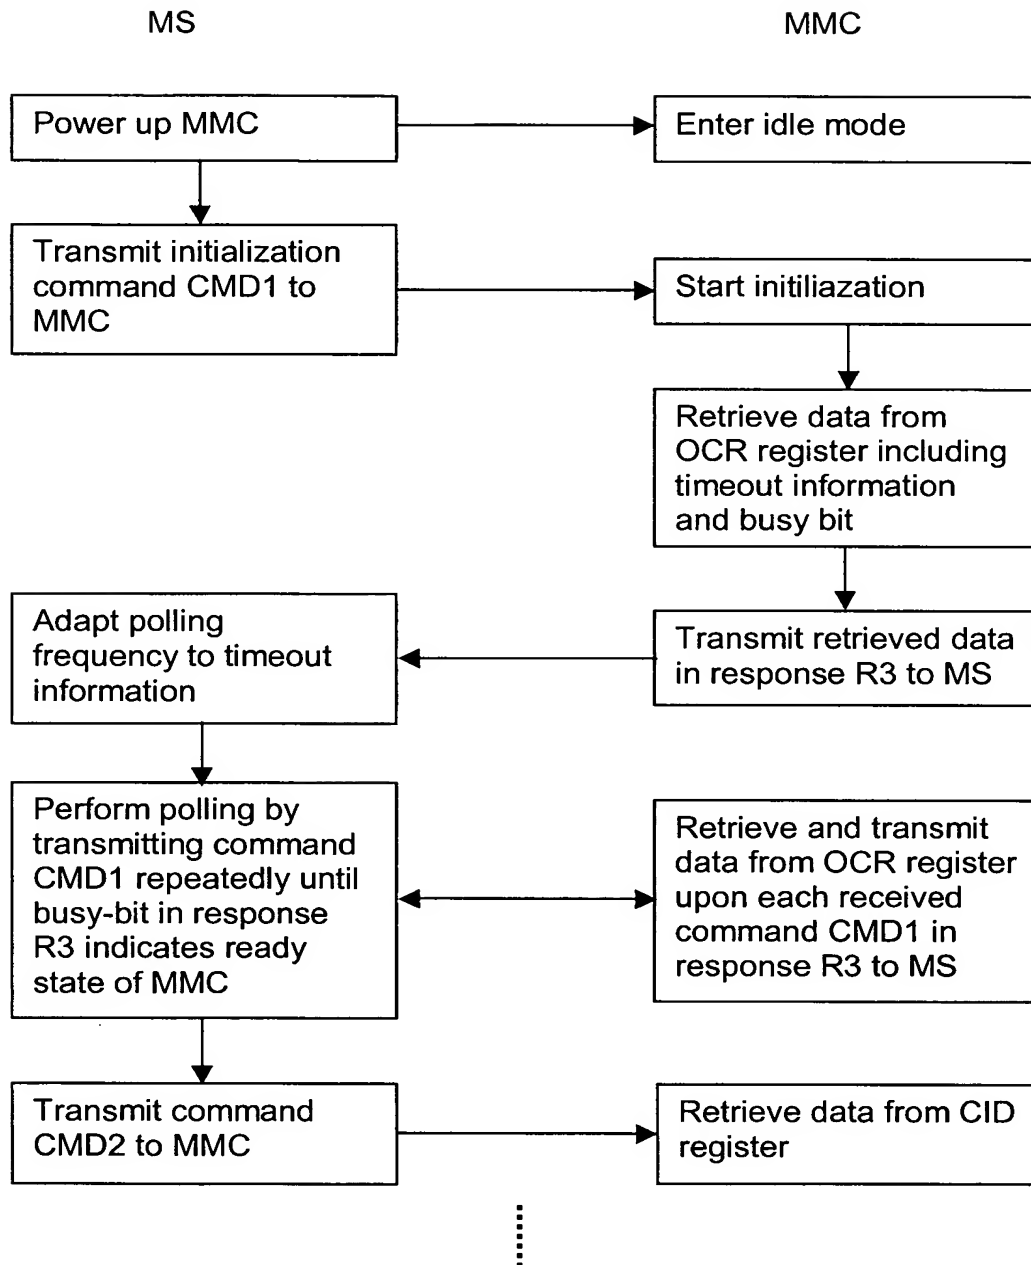 MS
MMC
Power up MMC
Enter idle mode
Transmit initialization
command CMD1 to
MMC
Start initiliazation
Retrieve data from
OCR register including
timeout information
and busy bit
Adapt polling
frequency to timeout
information
Transmit retrieved data
in response R3 to MS
Perform polling by
transmitting command
CMD1 repeatedly until
busy-bit in response
R3 indicates ready
state of MMC
Retrieve and transmit
data from OCR register
upon each received
command CMD1 in
response R3 to MS
Transmit command
CMD2 to MMC
Retrieve data from CID
register